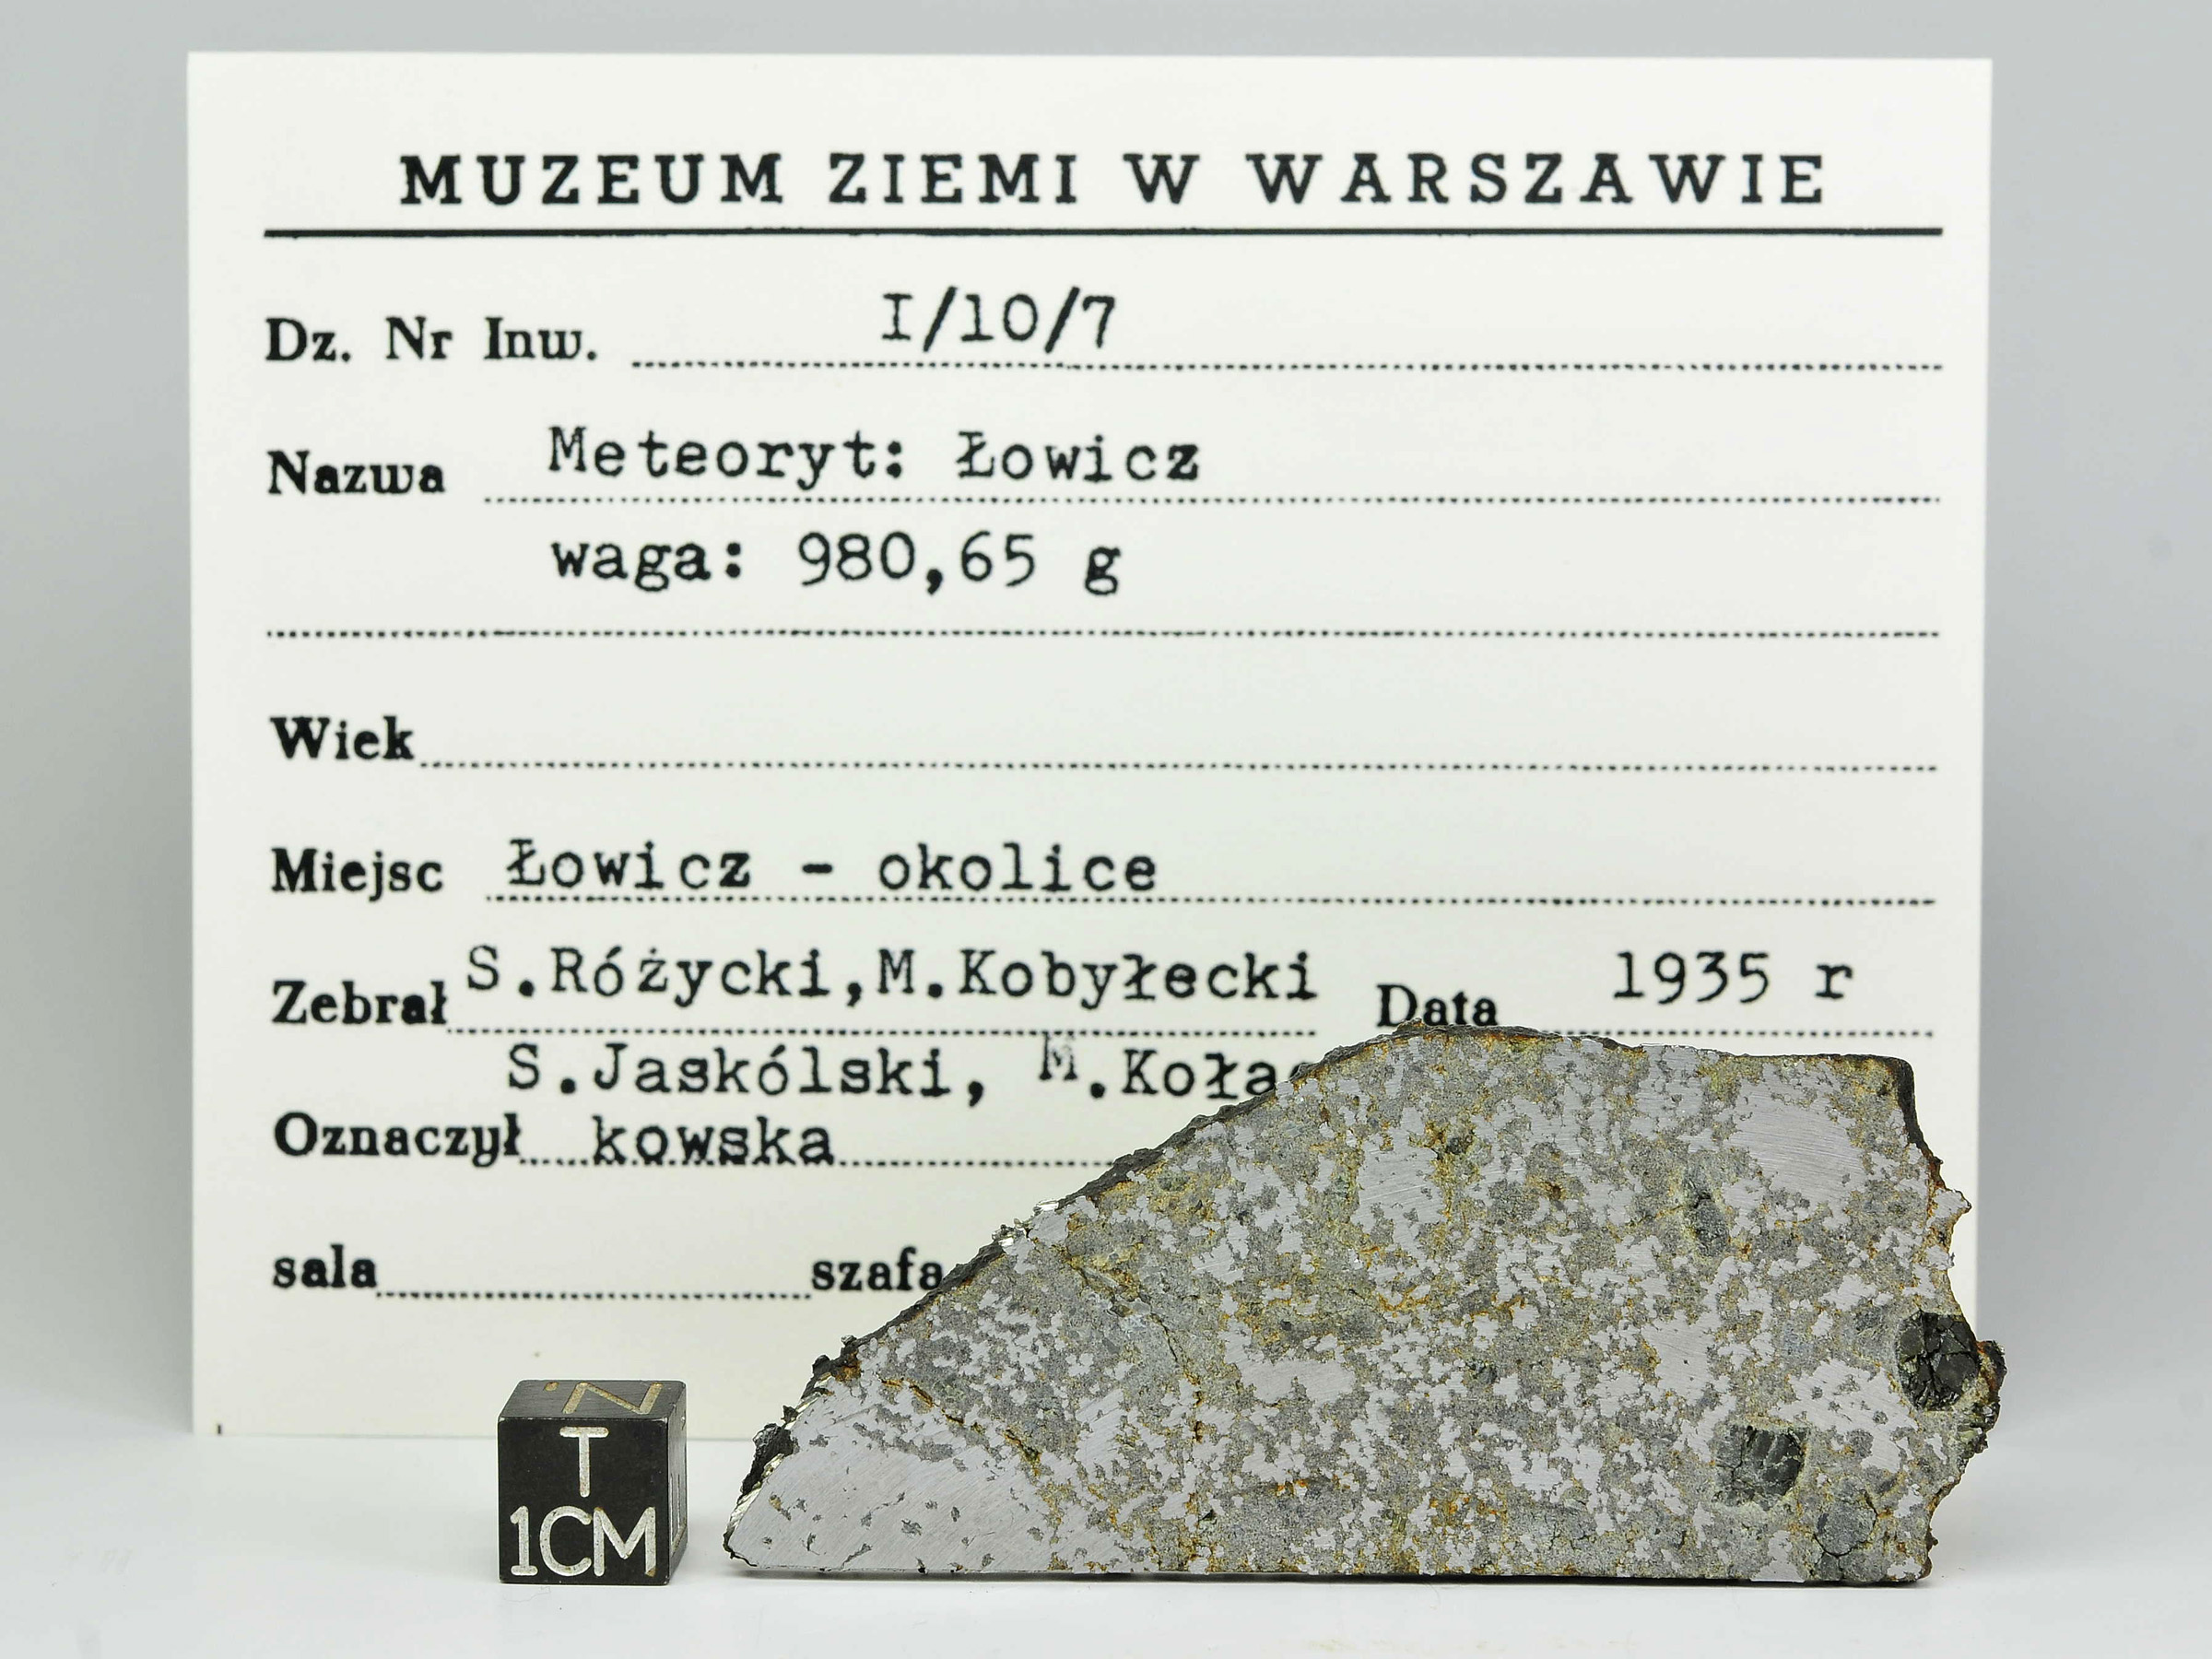 MUZEUM ZIEMI W WARSZAWIE
Dz. Nr Inw. I/10/7
Nazwa Meteoryt: Łowicz
waga: 980,65 g
Wiek
Miejsc Łowicz - okolice
Zebrał S.Różycki,M.Kobyłecki Data 1935 r
S.Jaskólski, M.Koła
Oznaczył kowska
sala szafa
N
T
1CM